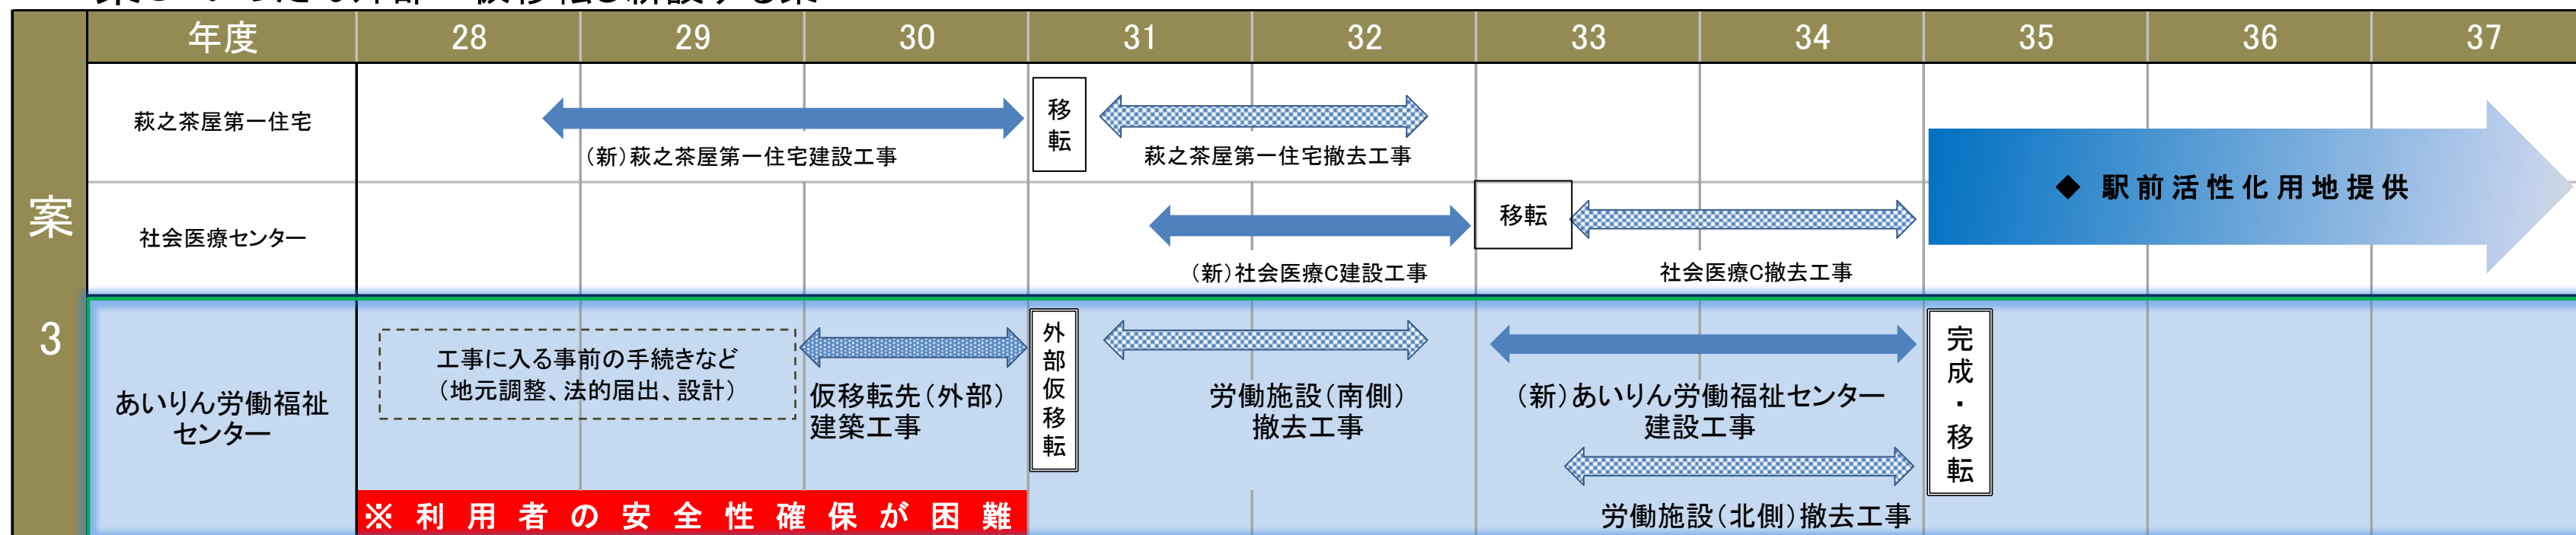 年度 28 29 30 31 32 33 34 35 36 37
案
3
萩之茶屋第一住宅
(新)萩之茶屋第一住宅建設工事
移転
萩之茶屋第一住宅撤去工事
社会医療センター
(新)社会医療C建設工事
移転
社会医療C撤去工事
◆ 駅前活性化用地提供
あいりん労働福祉
センター
工事に入る事前の手続きなど
(地元調整、法的届出、設計)
仮移転先(外部)
建築工事
外部仮移転
労働施設(南側)
撤去工事
(新)あいりん労働福祉センター
建設工事
労働施設(北側)撤去工事
完成・移転
※利用者の安全性確保が困難